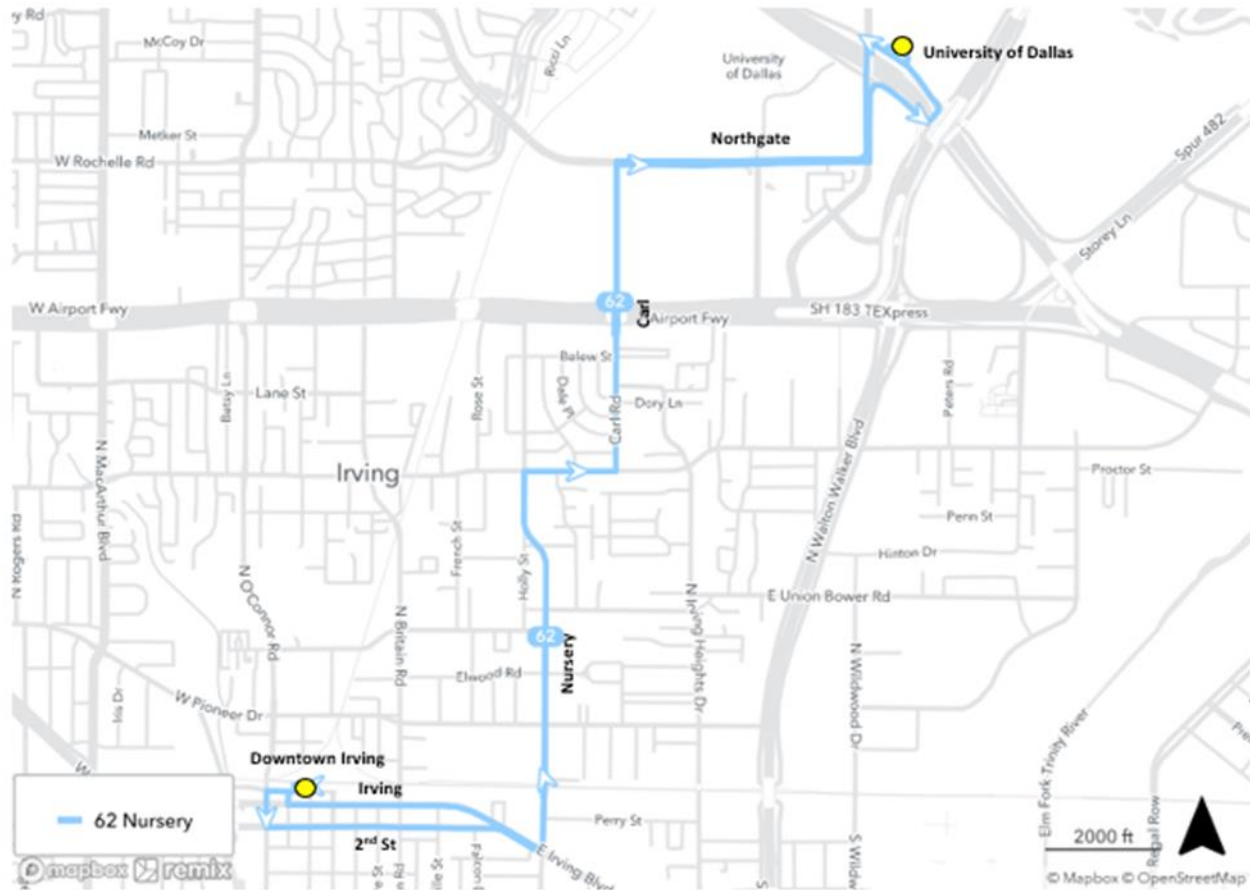 McCoy Dr
Ricci Ln
University of Dallas
University
of Dallas
Northgate
Spur 482
Metker St
W Rochelle Rd
Storey Ln
W Airport Fwy
62
Carl
Airport Fwy
SH 183 TEXpress
Balew St
Betsy Ln
Lane St
Rose St
Dale Pl
Carl Rd
Dory Ln
Peters Rd
N MacArthur Blvd
Irving
N Walton Walker Blvd
Proctor St
N Rogers Rd
French St
Penn St
Holly St
Hinton Dr
N O'Connor Rd
N Britain Rd
N Irving Heights Dr
E Union Bower Rd
62
Nursery
Elwood Rd
N Wildwood Dr
Iris Dr
W Pioneer Dr
Elm Fork Trinity River
Downtown Irving
Irving
62 Nursery
2nd St
Perry St
E Irving Blvd
Regal Row
2000 ft
mapbox remix
© Mapbox © OpenStreetMap